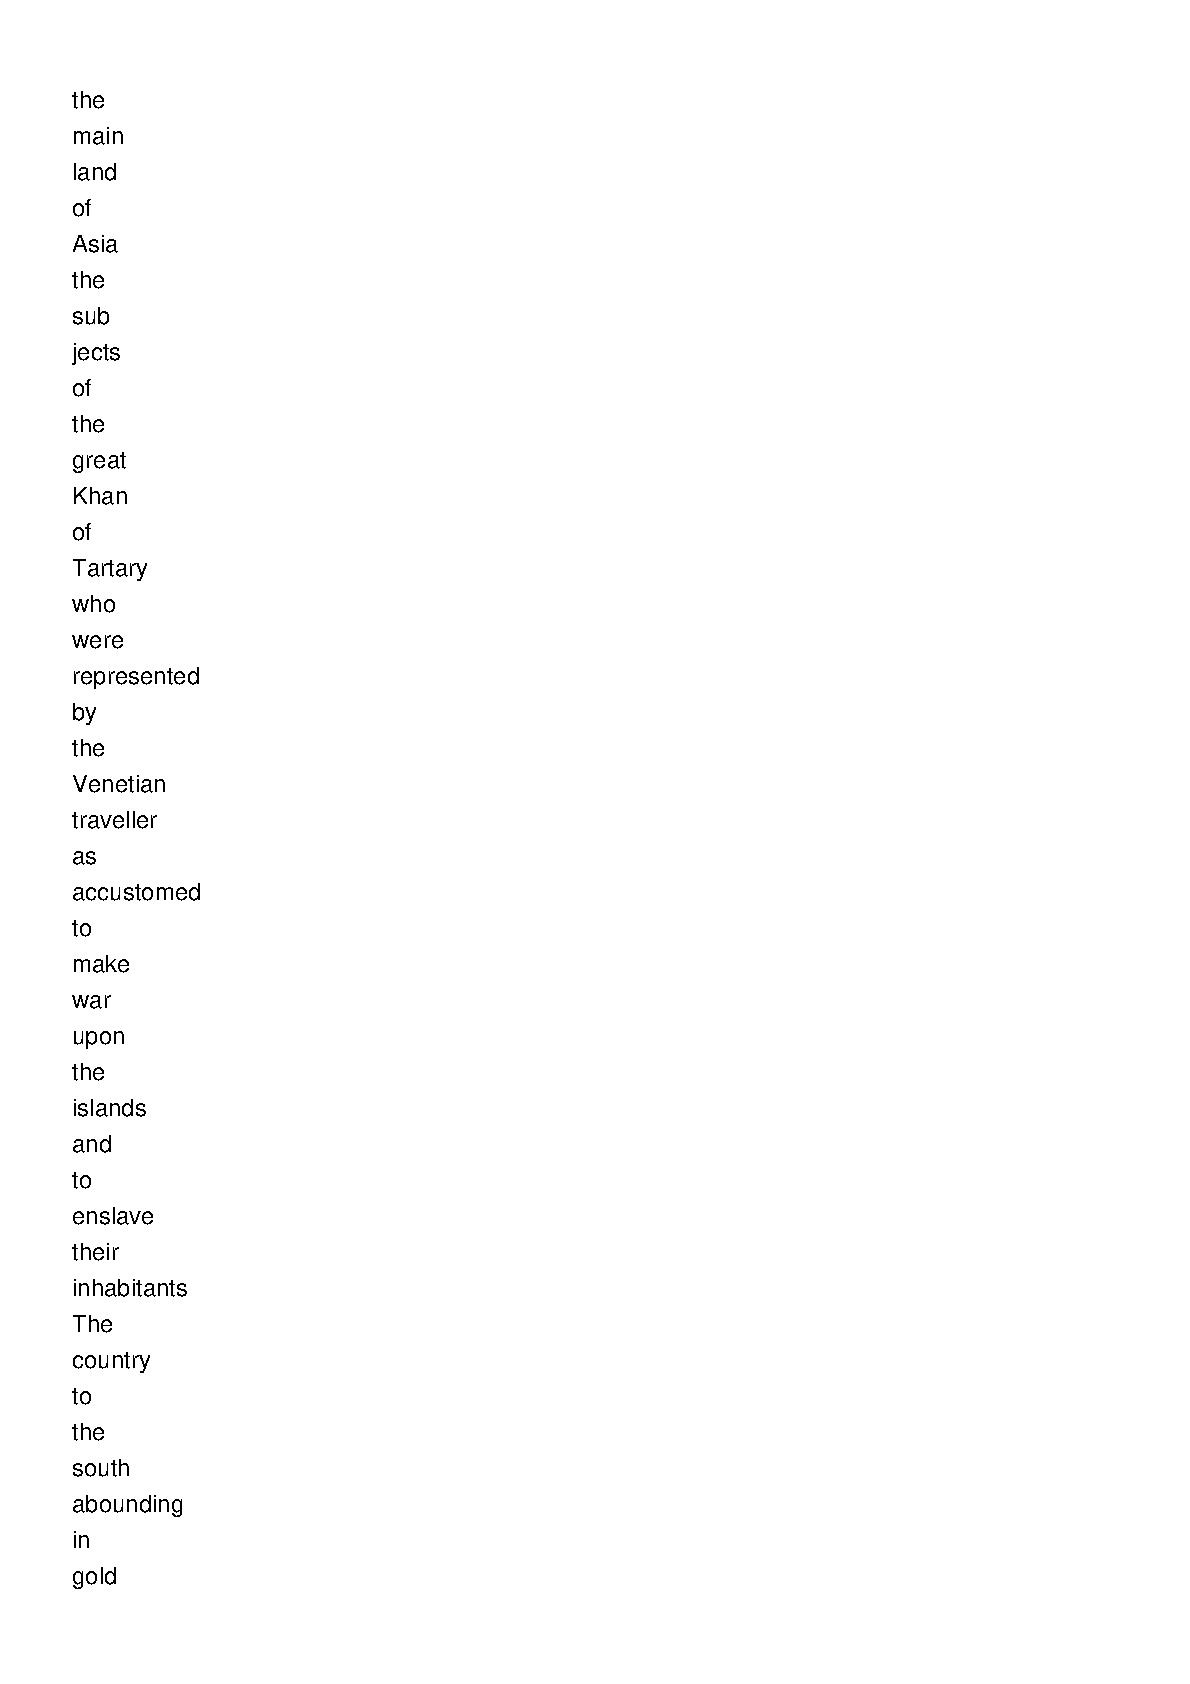 the
main
land
of
Asia
the
sub
jects
of
the
great
Khan
of
Tartary
who
were
represented
by
the
Venetian
traveller
as
accustomed
to
make
war
upon
the
islands
and
to
enslave
their
inhabitants
The
country
to
the
south
abounding
in
gold